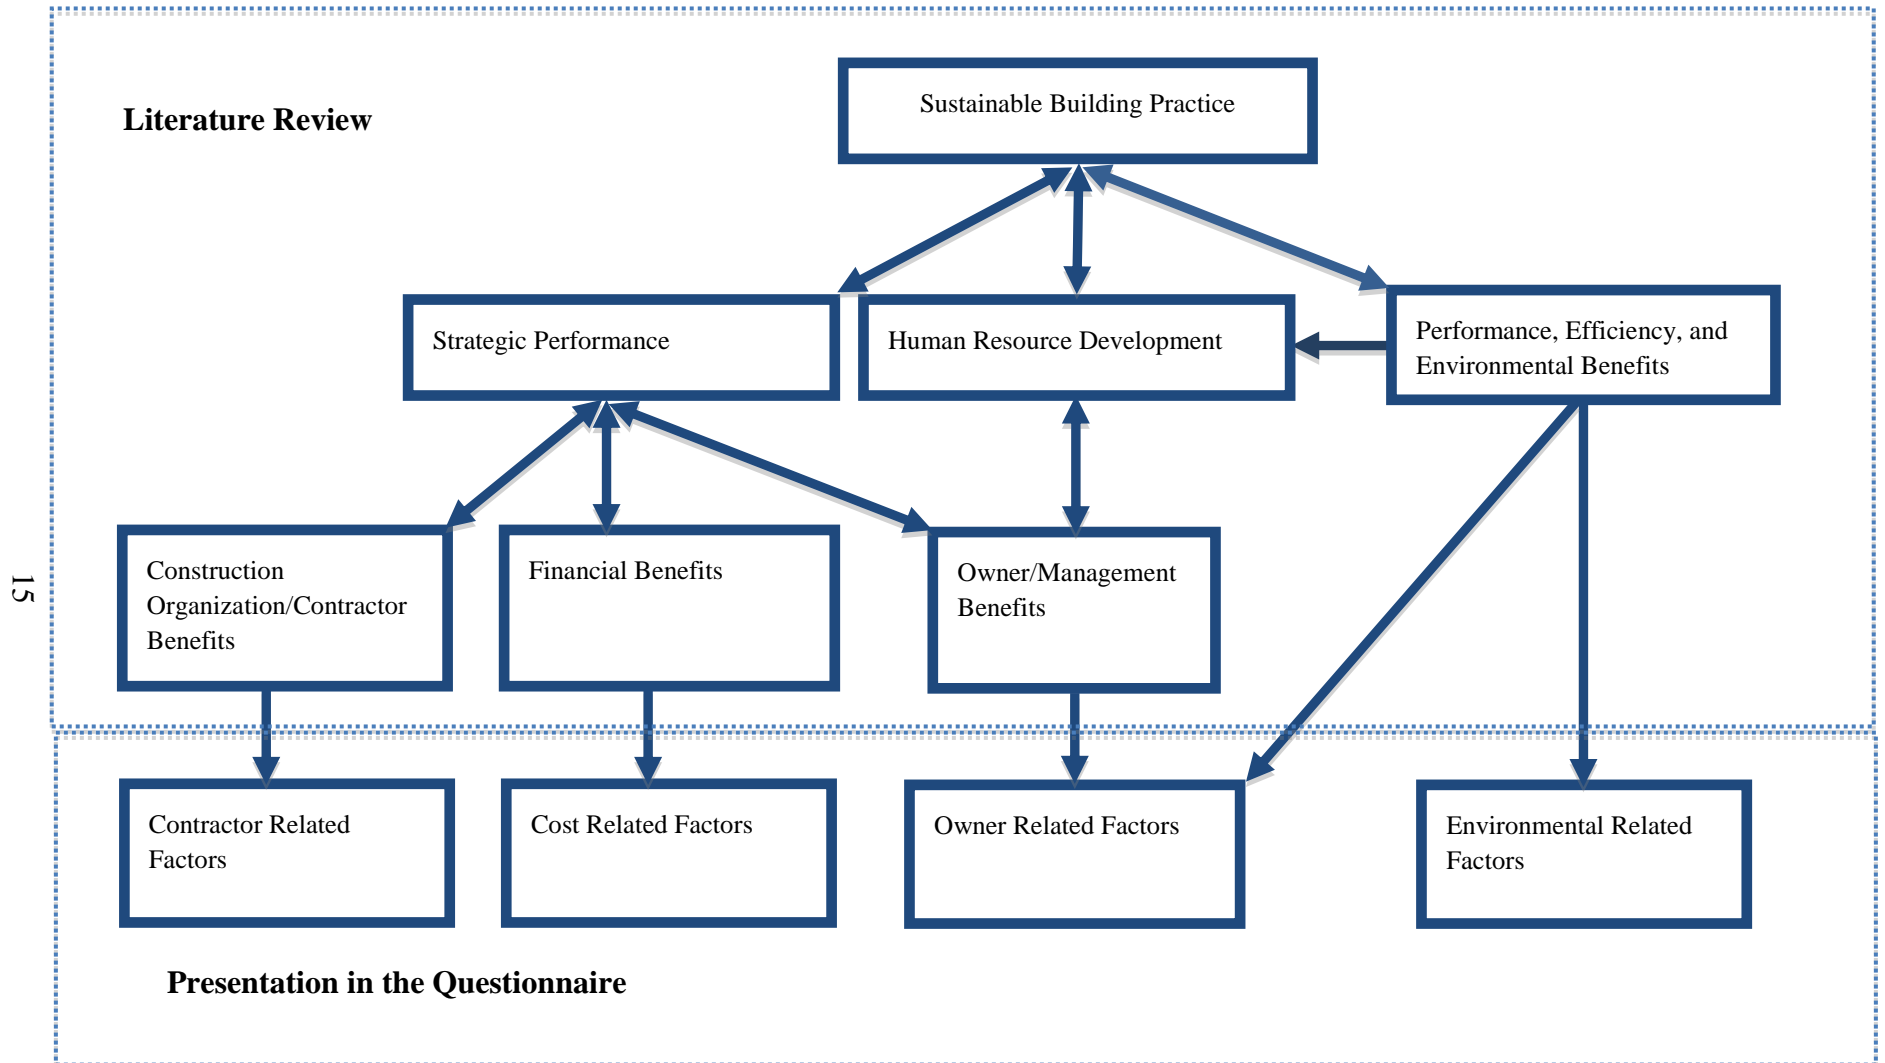 Literature Review
Sustainable Building Practice
Strategic Performance
Human Resource Development
Performance, Efficiency, and
Environmental Benefits
Construction
Organization/Contractor
Benefits
Financial Benefits
Owner/Management
Benefits
15
Contractor Related
Factors
Cost Related Factors
Owner Related Factors
Environmental Related
Factors
Presentation in the Questionnaire